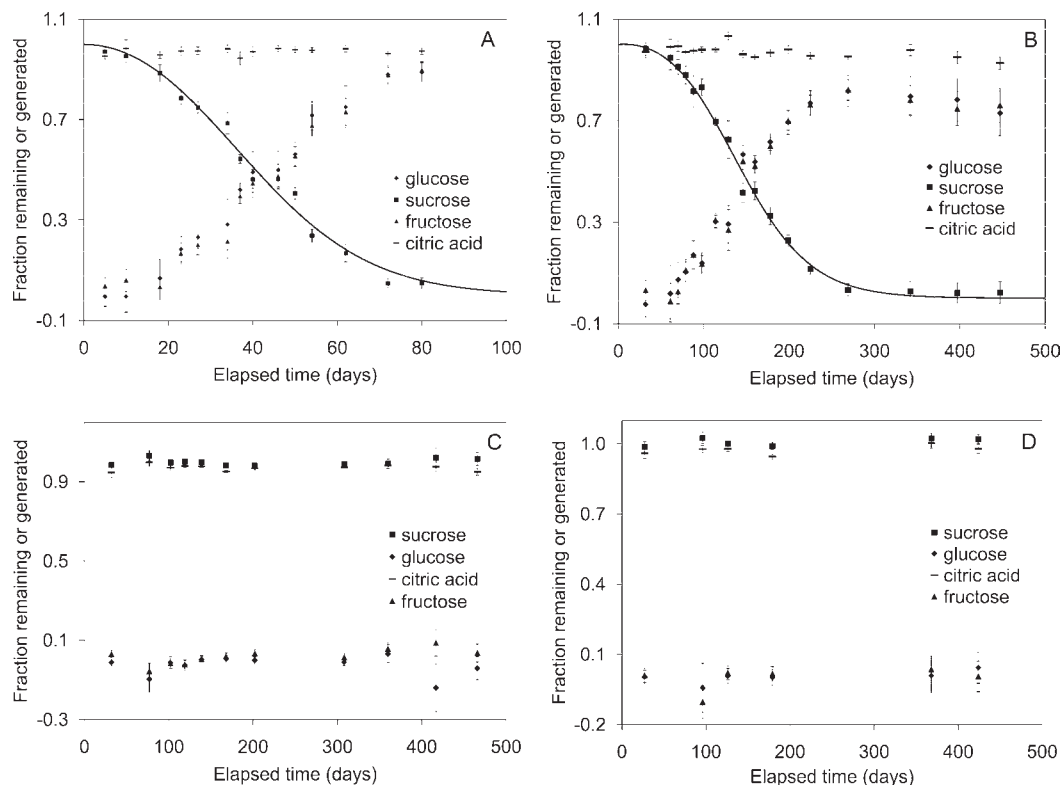 A
Fraction remaining or generated
1.1
0.7
0.3
-0.1
glucose
sucrose
fructose
citric acid
0 20 40 60 80 100
Elapsed time (days)
B
Fraction remaining or generated
1.1
0.7
0.3
-0.1
glucose
sucrose
fructose
citric acid
0 100 200 300 400 500
Elapsed time (days)
C
Fraction remaining or generated
0.9
0.5
0.1
-0.3
sucrose
glucose
citric acid
fructose
0 100 200 300 400 500
Elapsed time (days)
D
Fraction remaining or generated
1.0
0.6
0.2
-0.2
sucrose
glucose
citric acid
fructose
0 100 200 300 400 500
Elapsed time (days)